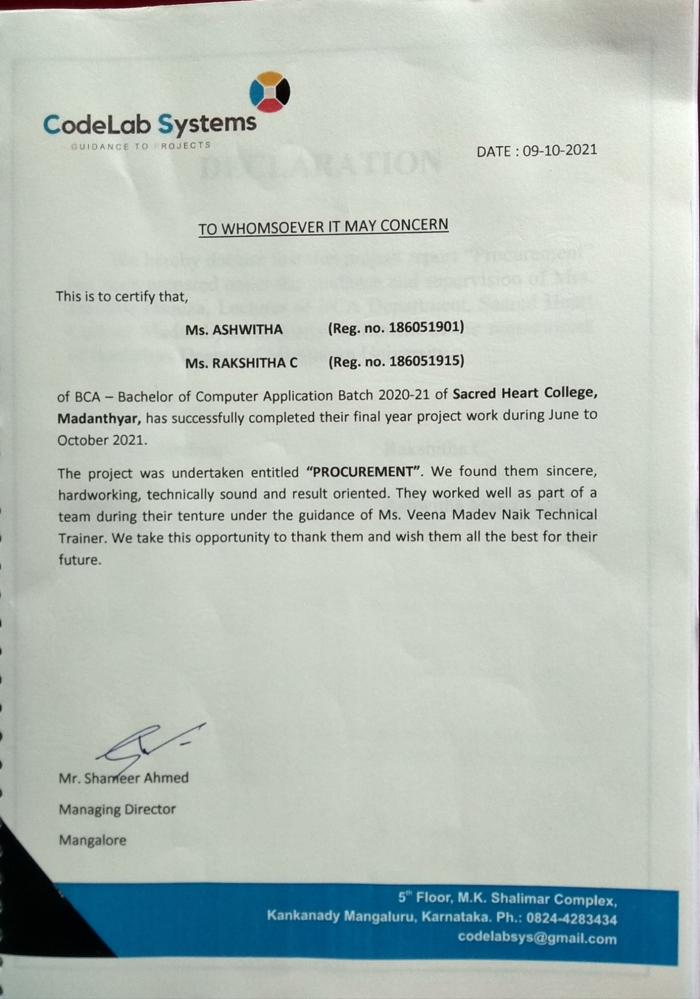 CodeLab Systems
GUIDANCE TO PROJECTS
DATE : 09-10-2021
DECLARATION
TO WHOMSOEVER IT MAY CONCERN
This is to certify that,
Ms. ASHWITHA (Reg. no. 186051901)
Ms. RAKSHITHA C (Reg. no. 186051915)
of BCA – Bachelor of Computer Application Batch 2020-21 of Sacred Heart College,
Madanthyar, has successfully completed their final year project work during June to
October 2021.
The project was undertaken entitled “PROCUREMENT”. We found them sincere,
hardworking, technically sound and result oriented. They worked well as part of a
team during their tenture under the guidance of Ms. Veena Madev Naik Technical
Trainer. We take this opportunity to thank them and wish them all the best for their
future.
Mr. Shameer Ahmed
Managing Director
Mangalore
5th Floor, M.K. Shalimar Complex,
Kankanady Mangaluru, Karnataka. Ph.: 0824-4283434
codelabsys@gmail.com